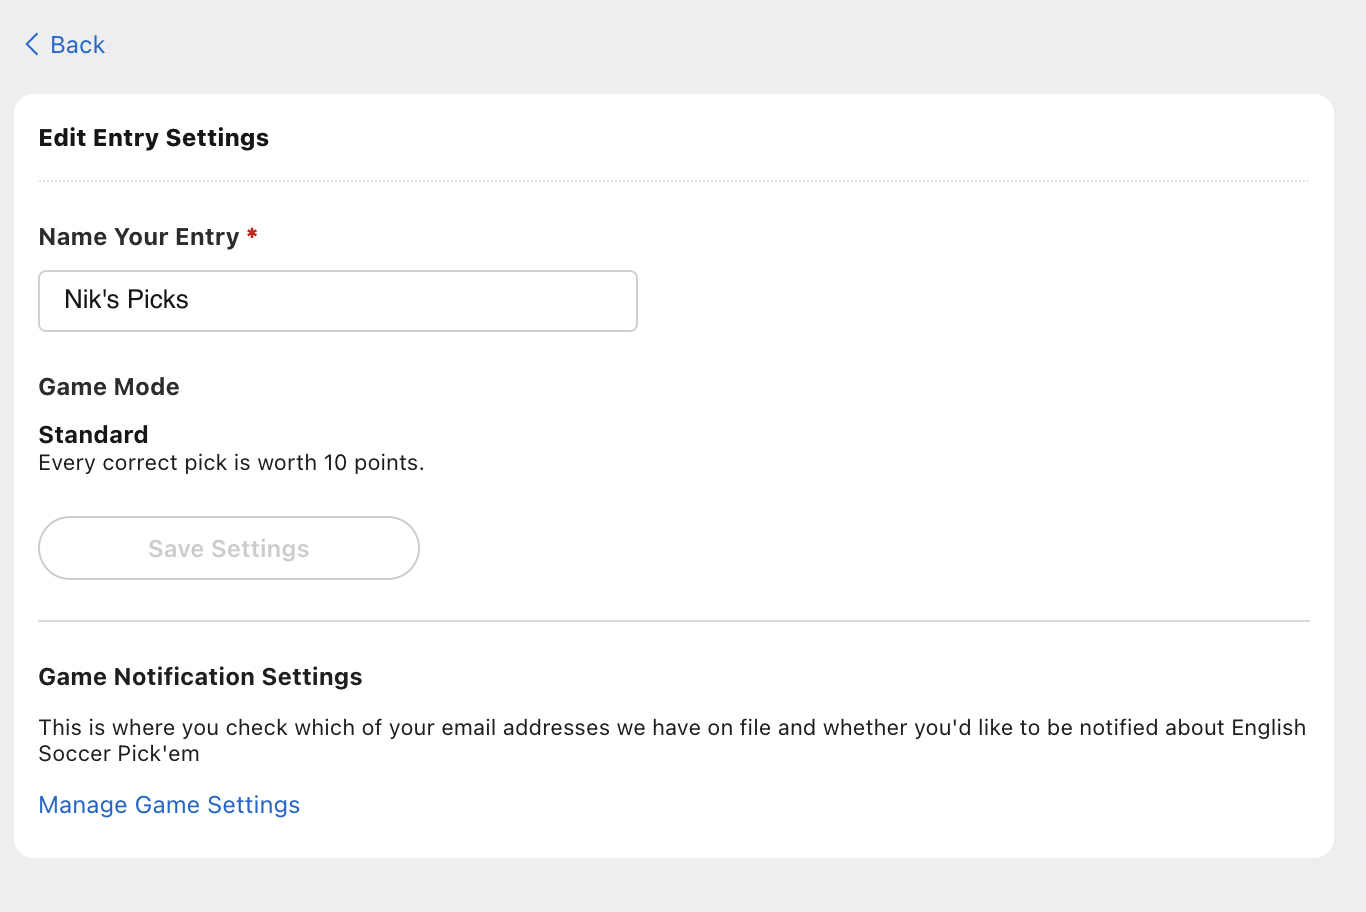 Back
Edit Entry Settings
Name Your Entry *
Nik's Picks
Game Mode
Standard
Every correct pick is worth 10 points.
Save Settings
Game Notification Settings
This is where you check which of your email addresses we have on file and whether you'd like to be notified about English
Soccer Pick'em
Manage Game Settings